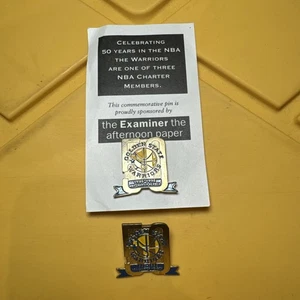 Celebrating
50 years in the NBA
the Warriors
are one of three
NBA Charter
Members.
This commemorative pin is
proudly sponsored by
the Examiner the
afternoon paper
GOLDEN STATE
WARRIORS